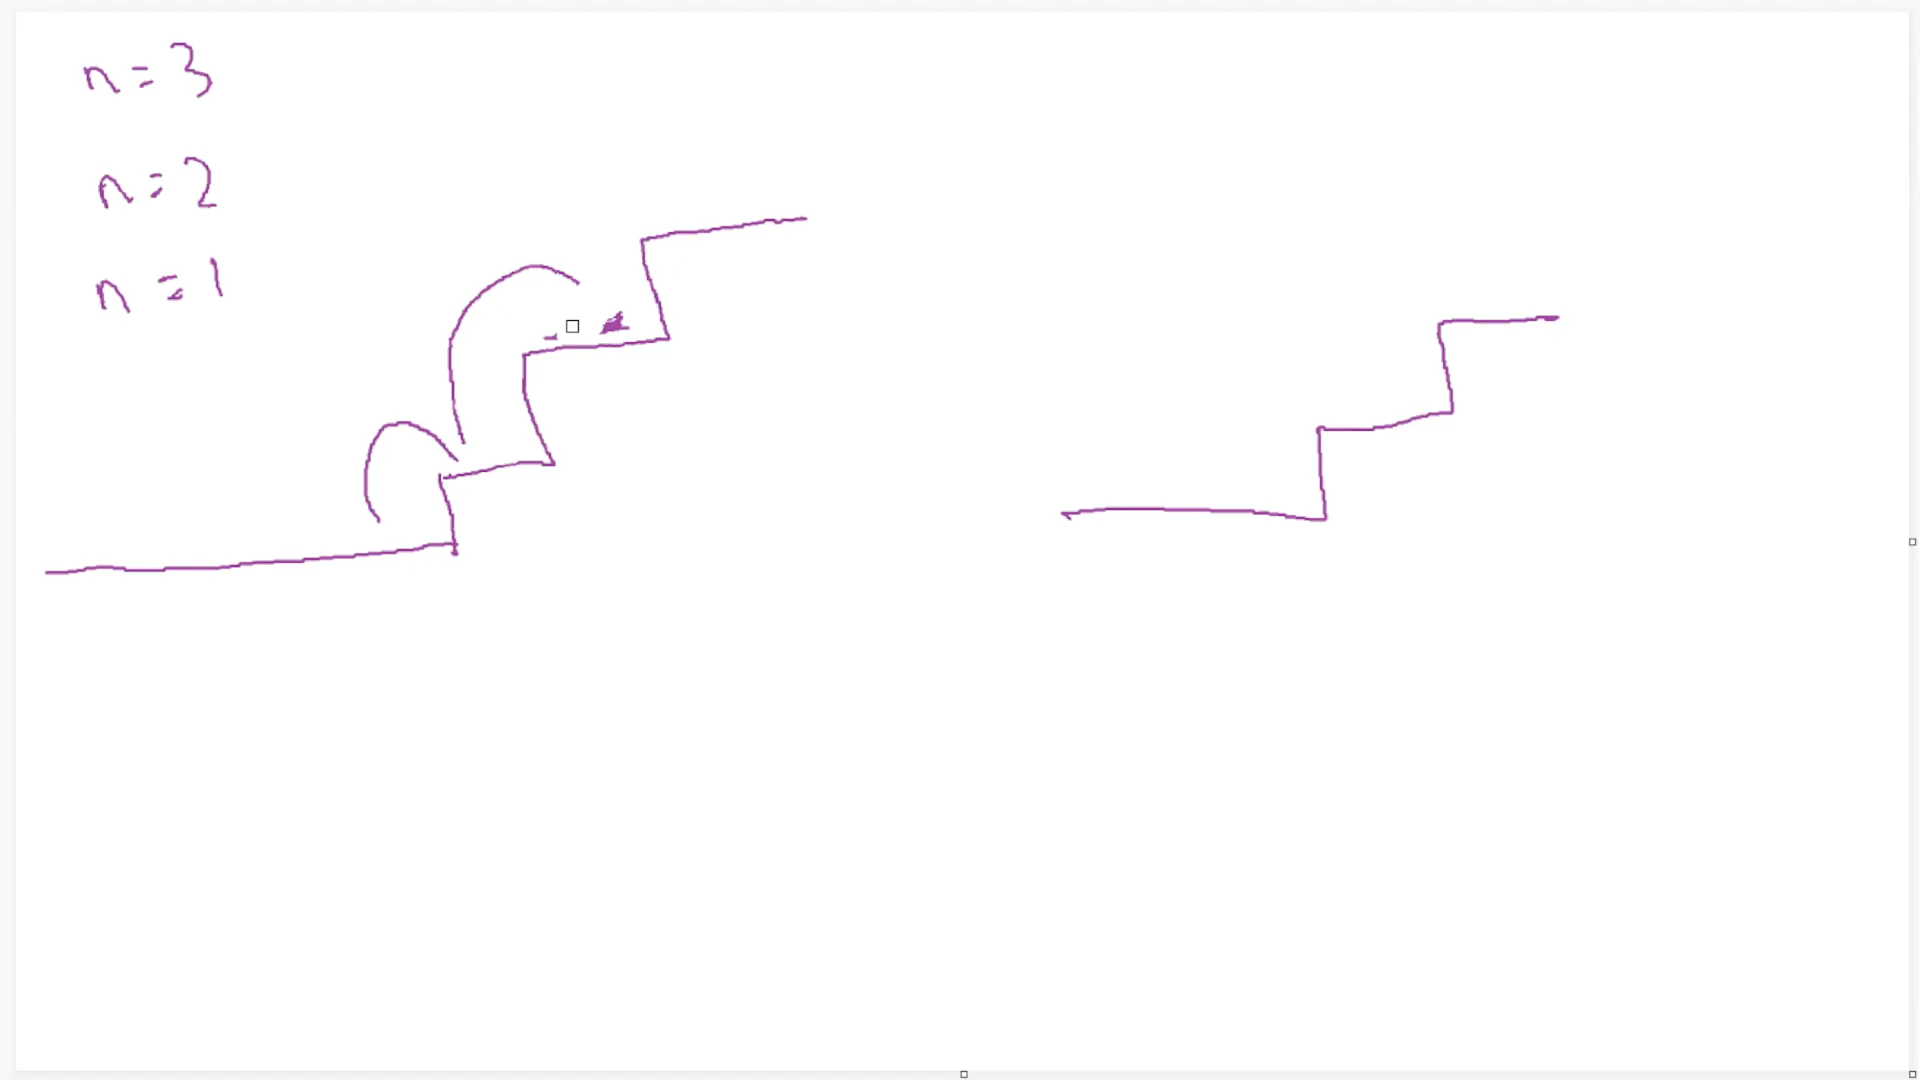 n = 3
n = 2
n = 1